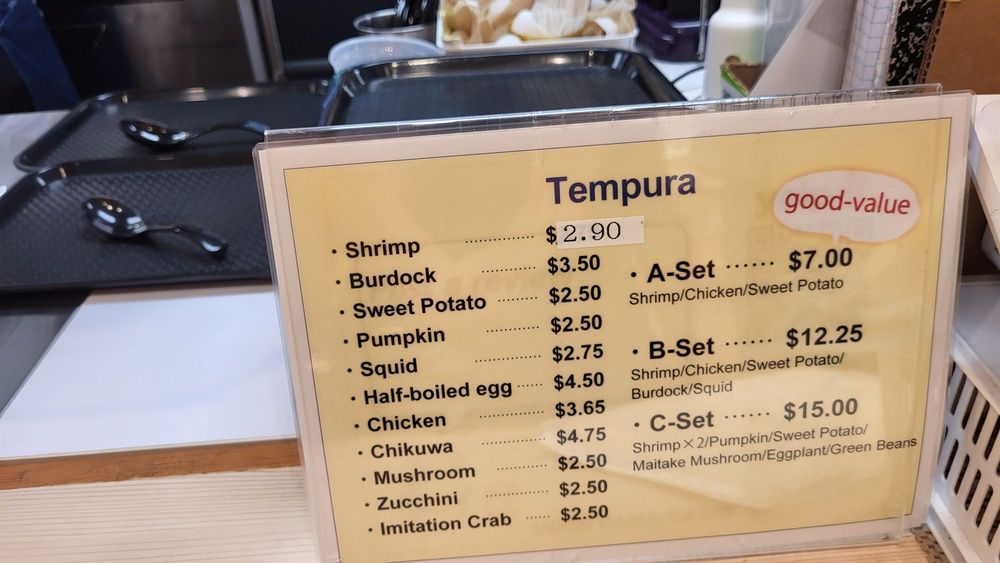 Tempura
good-value
· Shrimp .............. $2.90
· Burdock ........... $3.50
· Sweet Potato ........ $2.50
· Pumpkin ........... $2.50
· Squid .............. $2.75
· Half-boiled egg ...... $4.50
· Chicken ............. $3.65
· Chikuwa ............ $4.75
· Mushroom .......... $2.50
· Zucchini ............ $2.50
· Imitation Crab ..... $2.50
· A-Set ...... $7.00
Shrimp/Chicken/Sweet Potato
· B-Set ...... $12.25
Shrimp/Chicken/Sweet Potato/
Burdock/Squid
· C-Set ...... $15.00
Shrimp×2/Pumpkin/Sweet Potato/
Maitake Mushroom/Eggplant/Green Beans